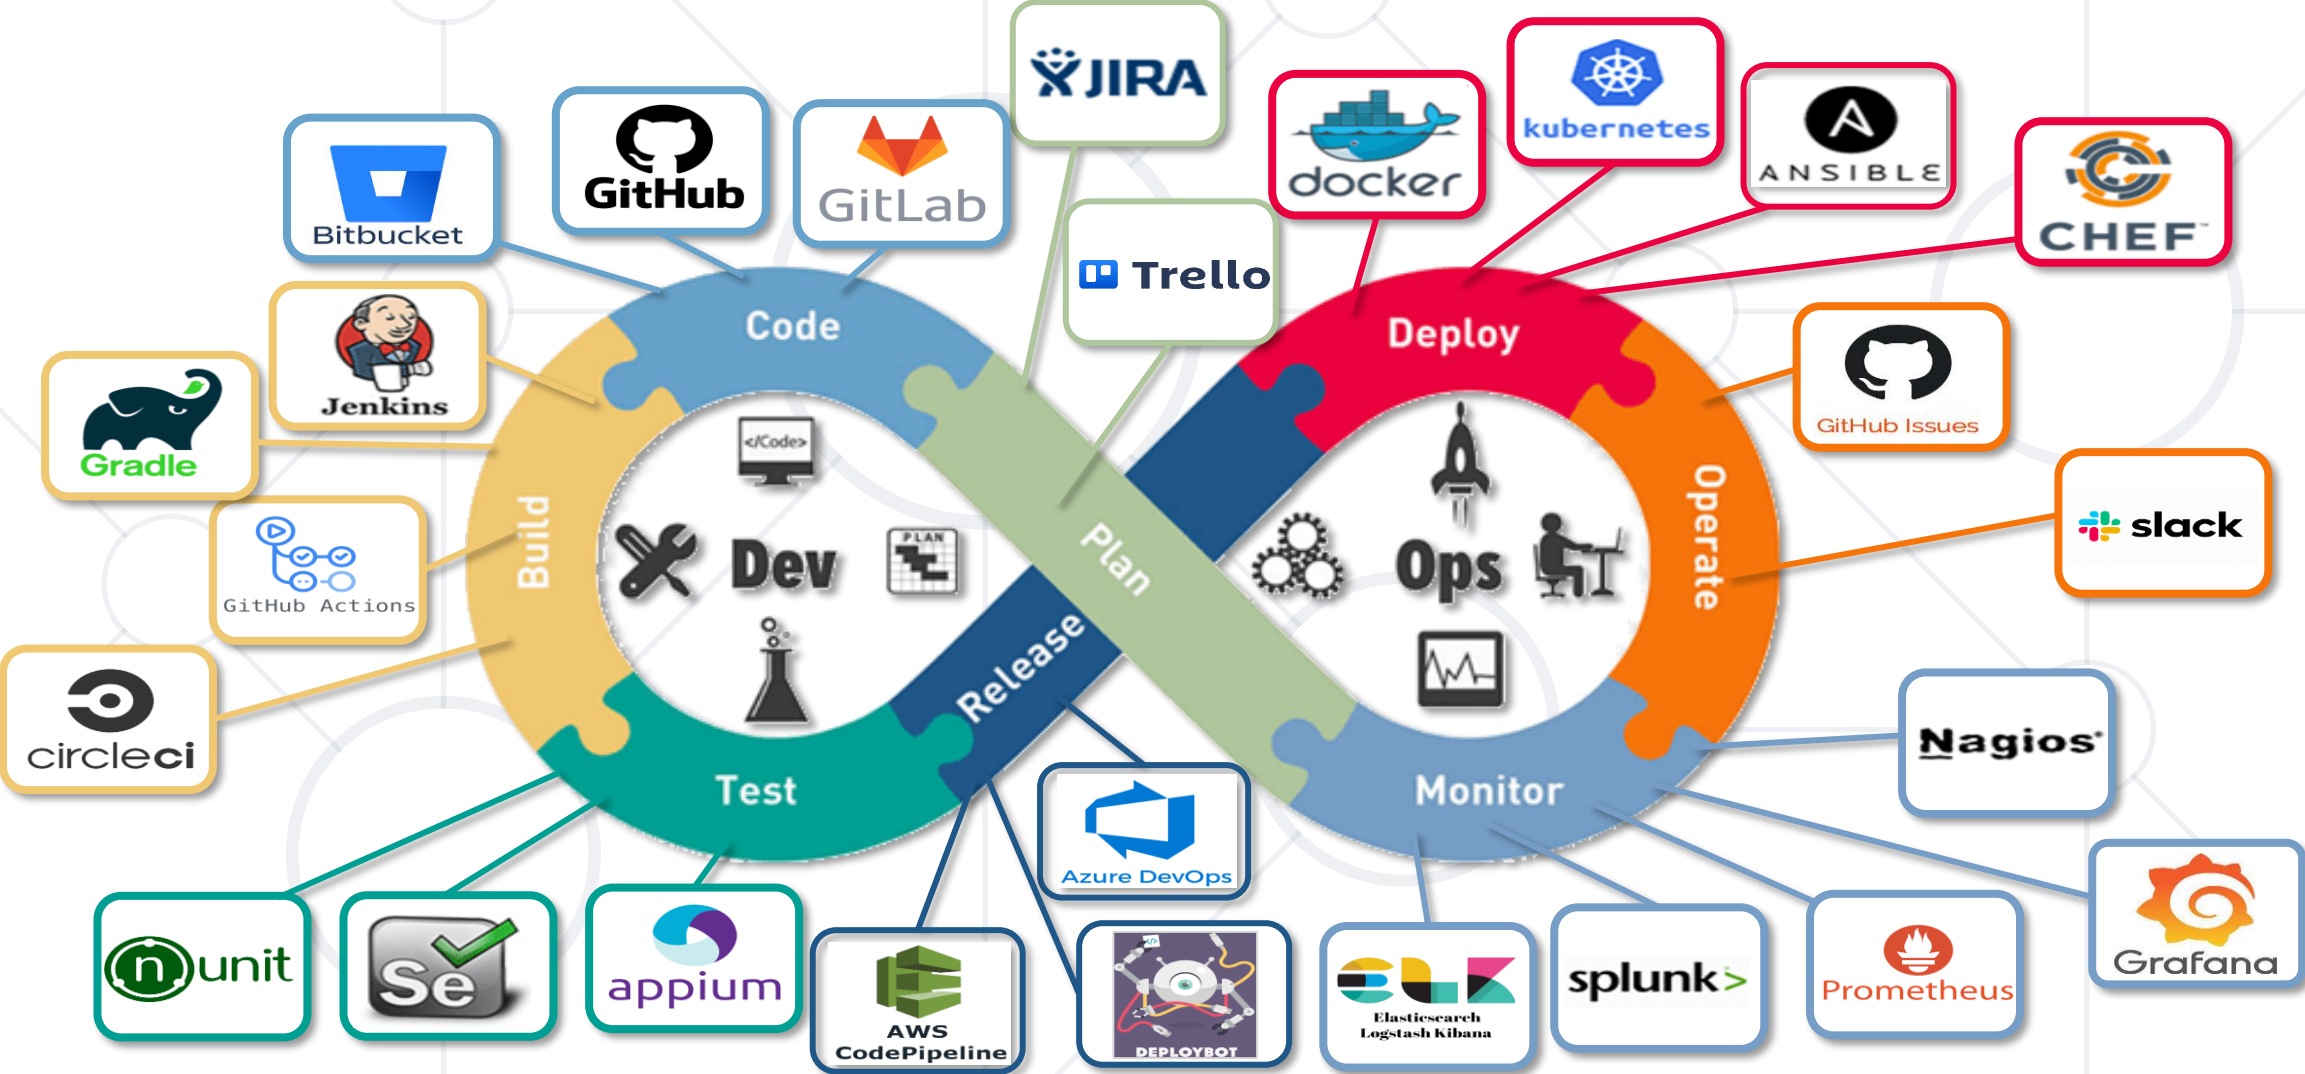 JIRA
kubernetes
docker
ANSIBLE
CHEF™
GitHub
GitLab
Bitbucket
Trello
Code
Deploy
Jenkins
Gradle
GitHub Issues
</Code>
PLAN
Build
Dev
Plan
Ops
Operate
slack
GitHub Actions
Release
circleci
Test
Monitor
Nagios®
Azure DevOps
nunit
Se
appium
AWS
CodePipeline
</>
DEPLOYBOT
ELK
Elasticsearch
Logstash Kibana
splunk>
Prometheus
Grafana